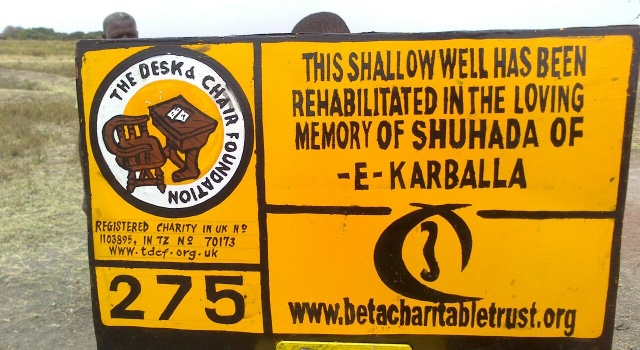 THE DESK & CHAIR FOUNDATION
REGISTERED CHARITY IN UK Nº
1103895, IN TZ Nº 70173
www.tdcf.org.uk
275
THIS SHALLOW WELL HAS BEEN
REHABILITATED IN THE LOVING
MEMORY OF SHUHADA OF
-E- KARBALLA
www.betacharitabletrust.org